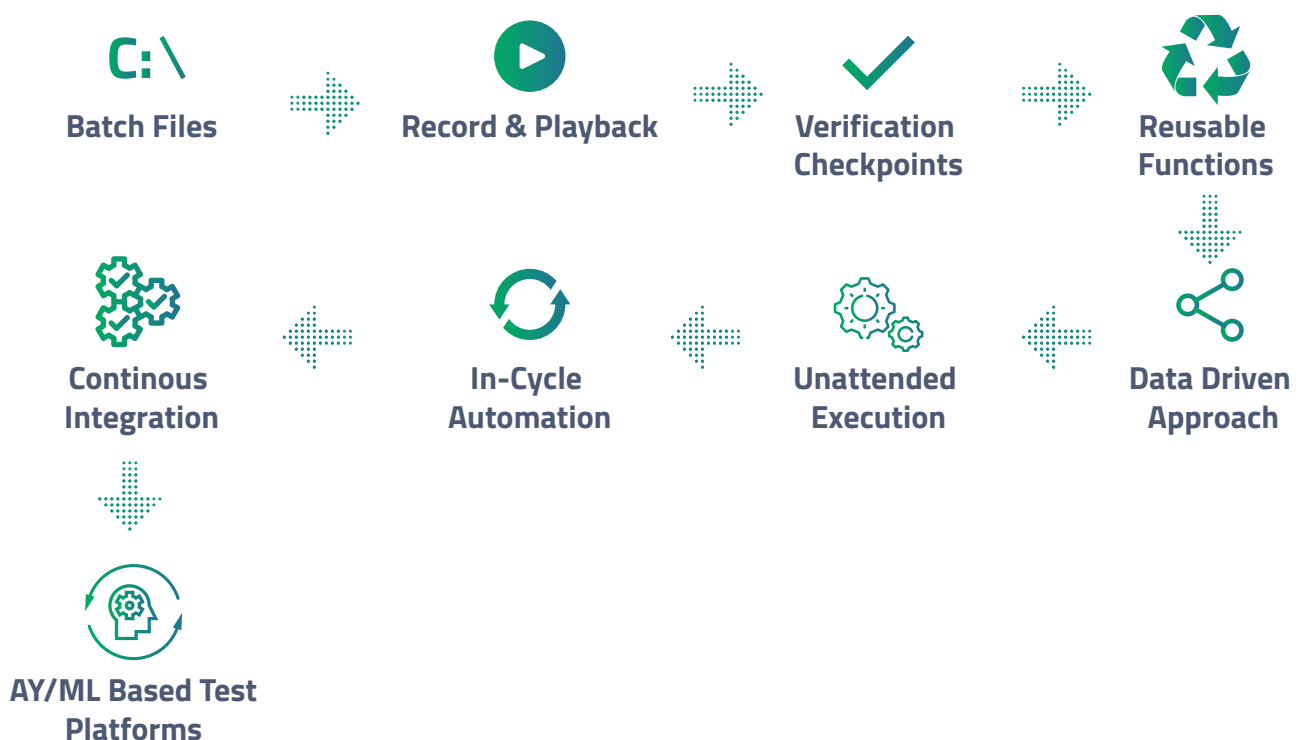 C:\
Batch Files
Record & Playback
Verification
Checkpoints
Reusable
Functions
Data Driven
Approach
Unattended
Execution
In-Cycle
Automation
Continous
Integration
AY/ML Based Test
Platforms